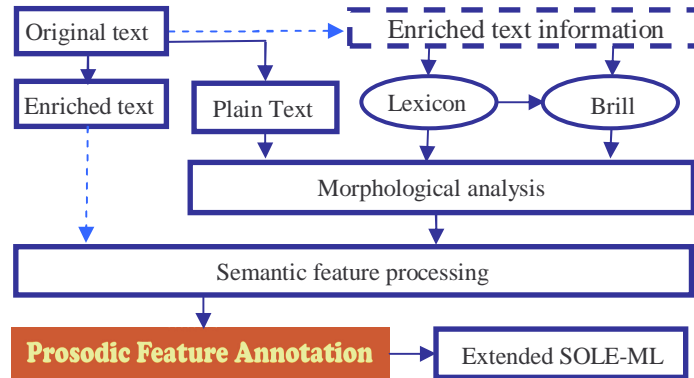 Original text
Enriched text information
Enriched text
Plain Text
Lexicon
Brill
Morphological analysis
Semantic feature processing
Prosodic Feature Annotation
Extended SOLE-ML